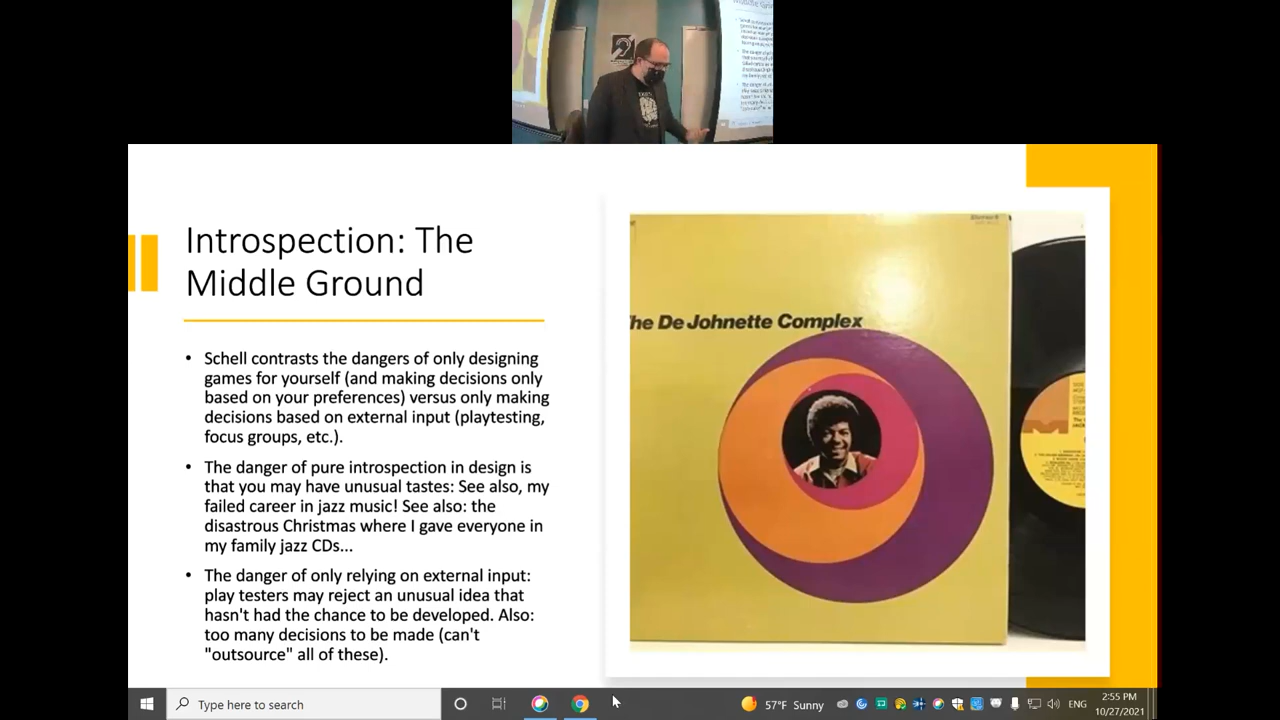 Introspection: The
Middle Ground
• Schell contrasts the dangers of only designing
games for yourself (and making decisions only
based on your preferences) versus only making
decisions based on external input (playtesting,
focus groups, etc.).
• The danger of pure introspection in design is
that you may have unusual tastes: See also, my
failed career in jazz music! See also: the
disastrous Christmas where I gave everyone in
my family jazz CDs...
• The danger of only relying on external input:
play testers may reject an unusual idea that
hasn't had the chance to be developed. Also:
too many decisions to be made (can't
"outsource" all of these).
he De Johnette Complex
Type here to search
57°F Sunny
ENG
2:55 PM
10/27/2021